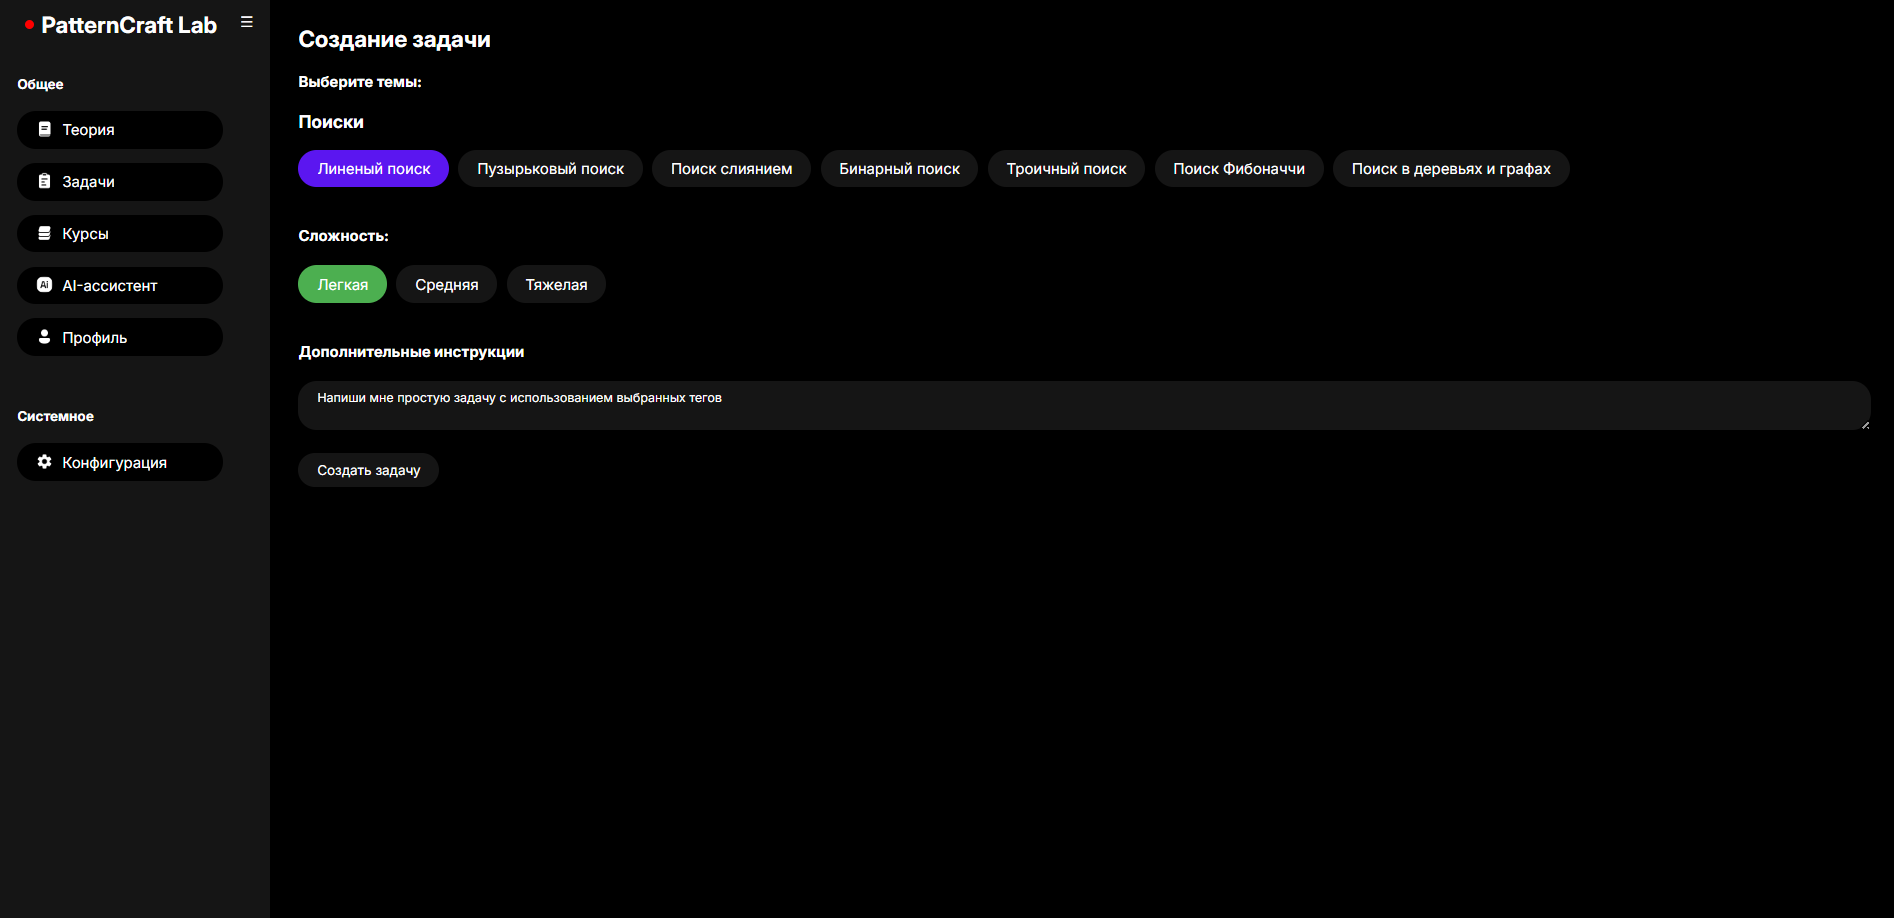 PatternCraft Lab
Общее
Теория
Задачи
Курсы
Ai AI-ассистент
Профиль
Системное
Конфигурация
Создание задачи
Выберите темы:
Поиски
Линеный поиск Пузырьковый поиск Поиск слиянием Бинарный поиск Троичный поиск Поиск Фибоначчи Поиск в деревьях и графах
Сложность:
Легкая Средняя Тяжелая
Дополнительные инструкции
Напиши мне простую задачу с использованием выбранных тегов
Создать задачу